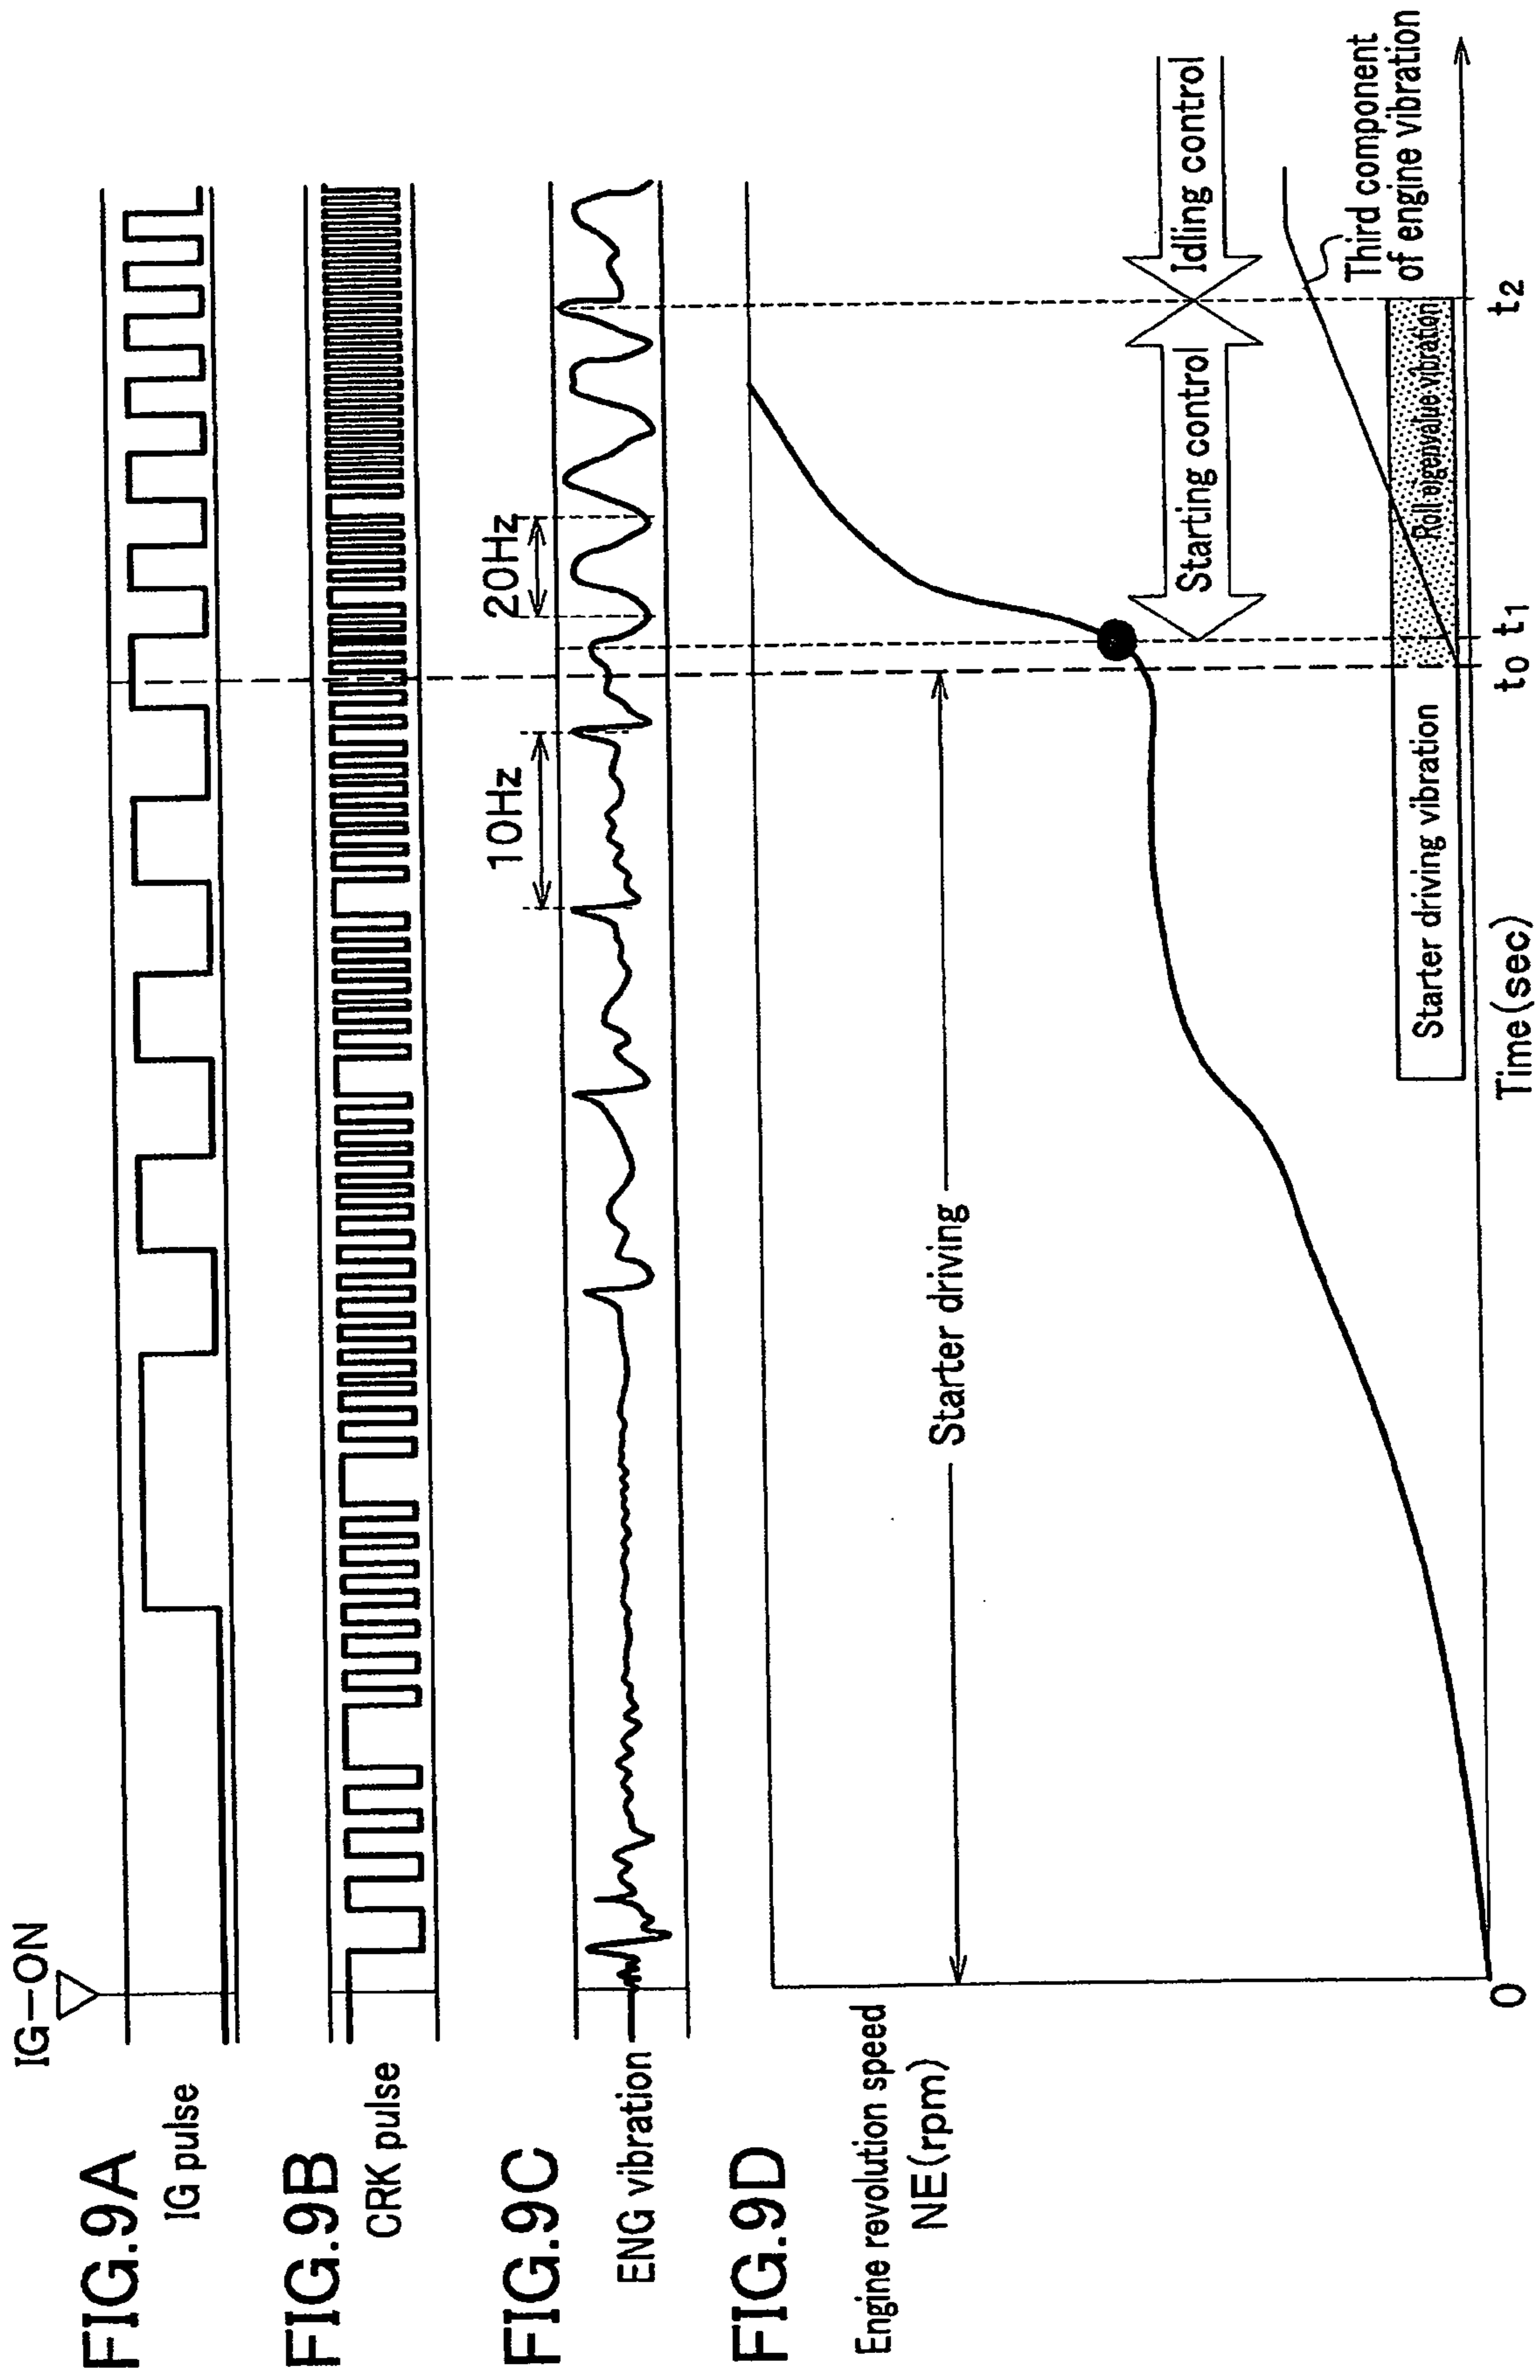 IG-ON
FIG.9A
IG pulse
FIG.9B
CRK pulse
FIG.9C
ENG vibration
10Hz
20Hz
FIG.9D
Engine revolution speed
NE(rpm)
Starter driving
Starting control
Idling control
Third component
of engine vibration
Starter driving vibration
Roll eigenvalue vibration
0
Time(sec)
t0
t1
t2